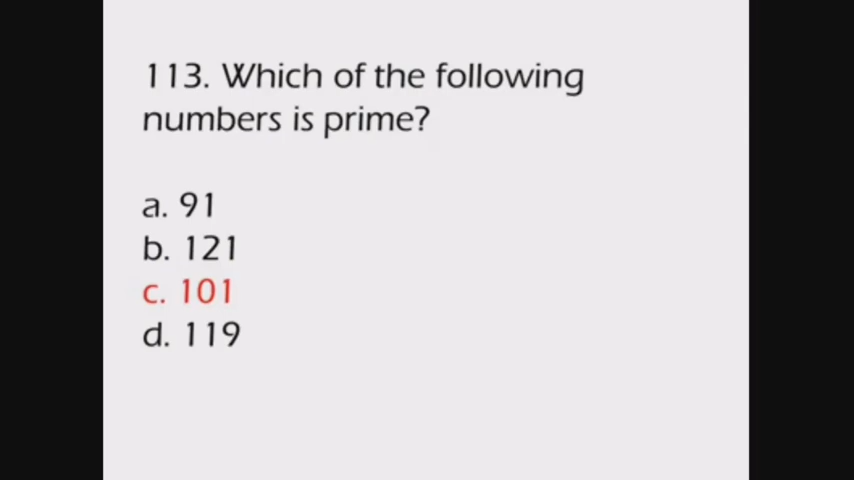 113. Which of the following
numbers is prime?
a. 91
b. 121
c. 101
d. 119